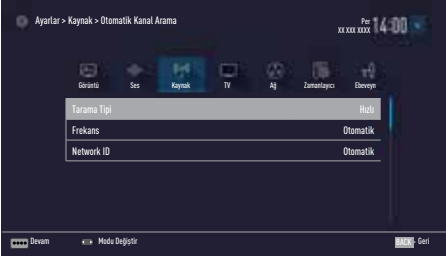 Ayarlar > Kaynak > Otomatik Kanal Arama
Per
XX XXX XXXX
14:00
Görüntü Ses Kaynak TV Ağ Zamanlayıcı Ebeveyn
Tarama Tipi Hızlı
Frekans Otomatik
Network ID Otomatik
Devam Modu Değiştir BACK - Geri